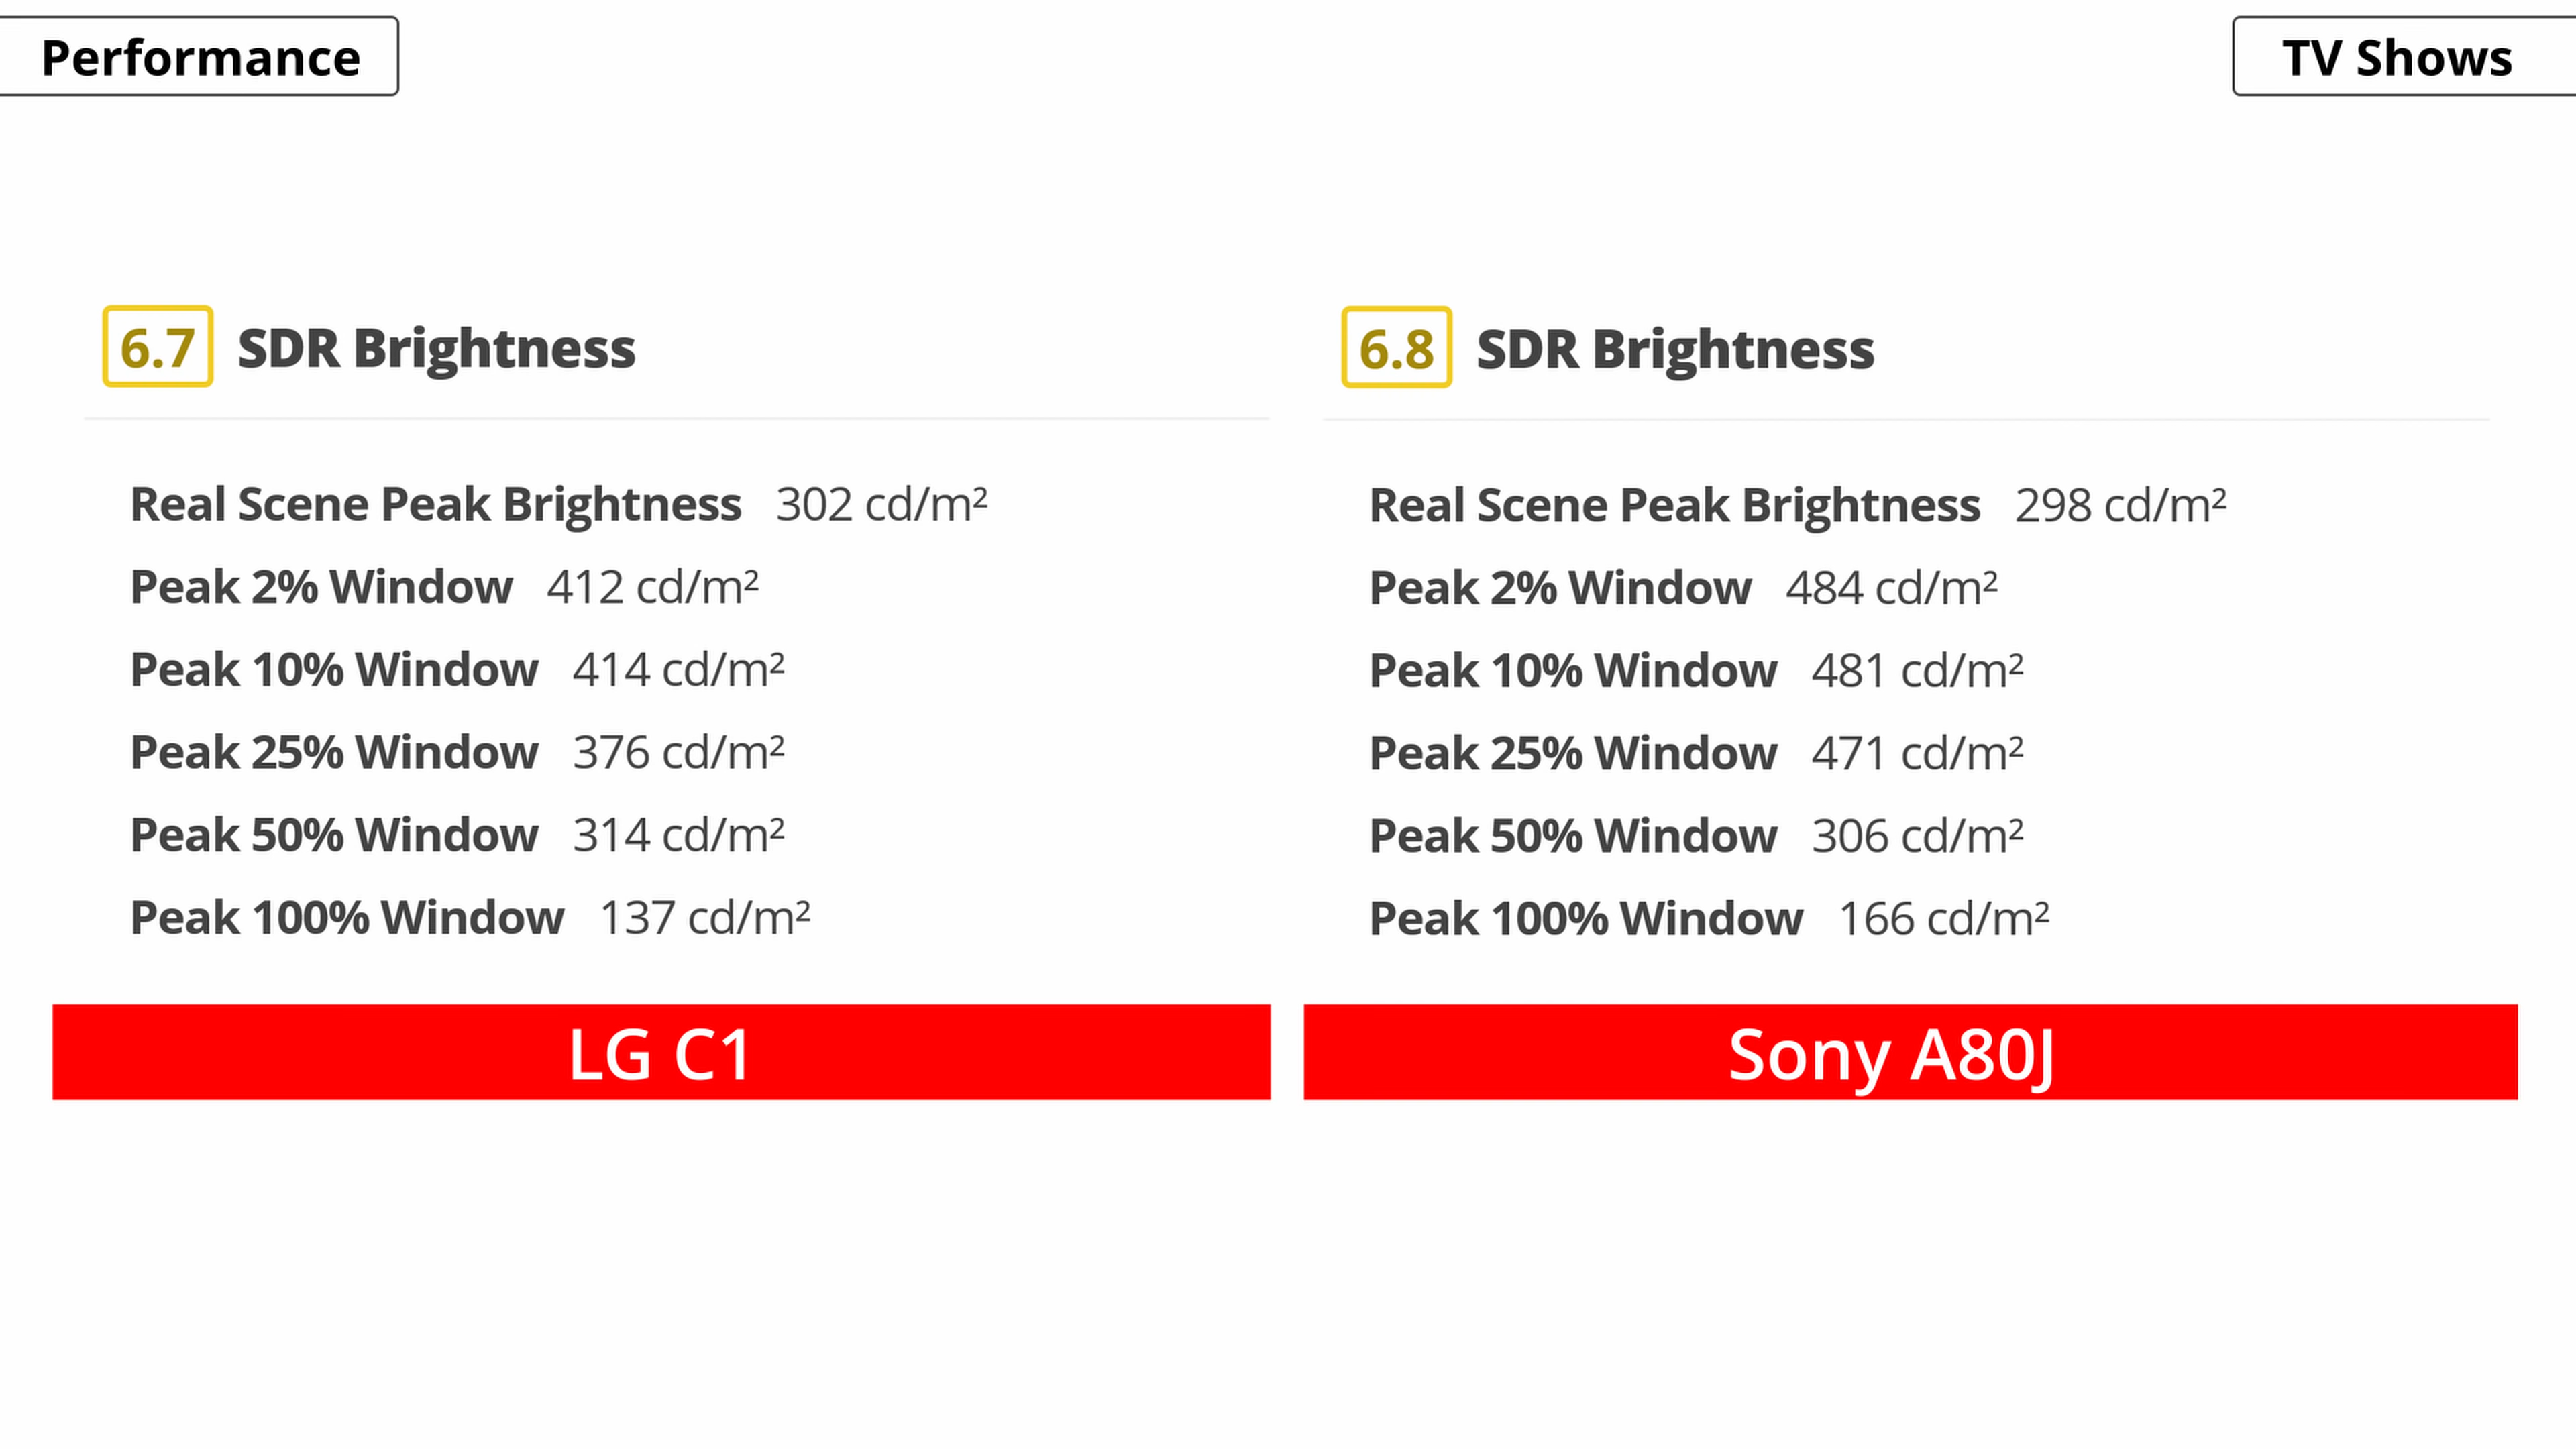 Performance
TV Shows
6.7 SDR Brightness
Real Scene Peak Brightness 302 cd/m²
Peak 2% Window 412 cd/m²
Peak 10% Window 414 cd/m²
Peak 25% Window 376 cd/m²
Peak 50% Window 314 cd/m²
Peak 100% Window 137 cd/m²
LG C1
6.8 SDR Brightness
Real Scene Peak Brightness 298 cd/m²
Peak 2% Window 484 cd/m²
Peak 10% Window 481 cd/m²
Peak 25% Window 471 cd/m²
Peak 50% Window 306 cd/m²
Peak 100% Window 166 cd/m²
Sony A80J